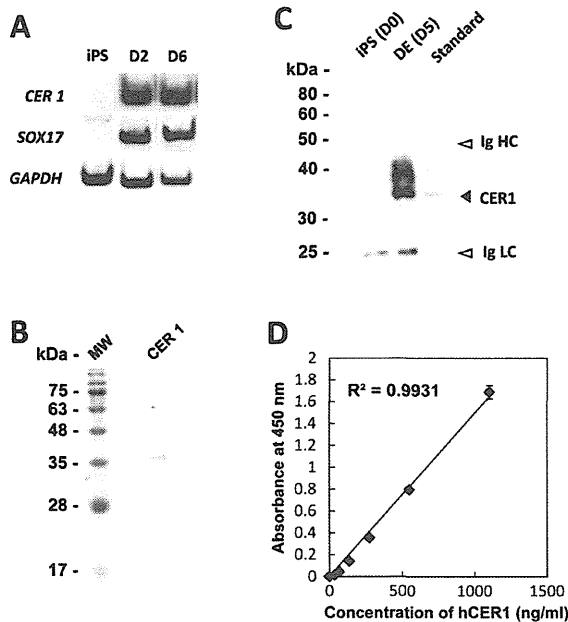 A
iPS D2 D6
CER 1
SOX17
GAPDH
B
kDa -
MW
CER 1
75 -
63 -
48 -
35 -
28 -
17 -
C
iPS (D0)
DE (D5)
Standard
kDa -
80 -
60 -
50 -
40 -
30 -
25 -
Ig HC
CER1
Ig LC
D
R² = 0.9931
Absorbance at 450 nm
2
1.8
1.6
1.4
1.2
1
0.8
0.6
0.4
0.2
0
0 500 1000 1500
Concentration of hCER1 (ng/ml)